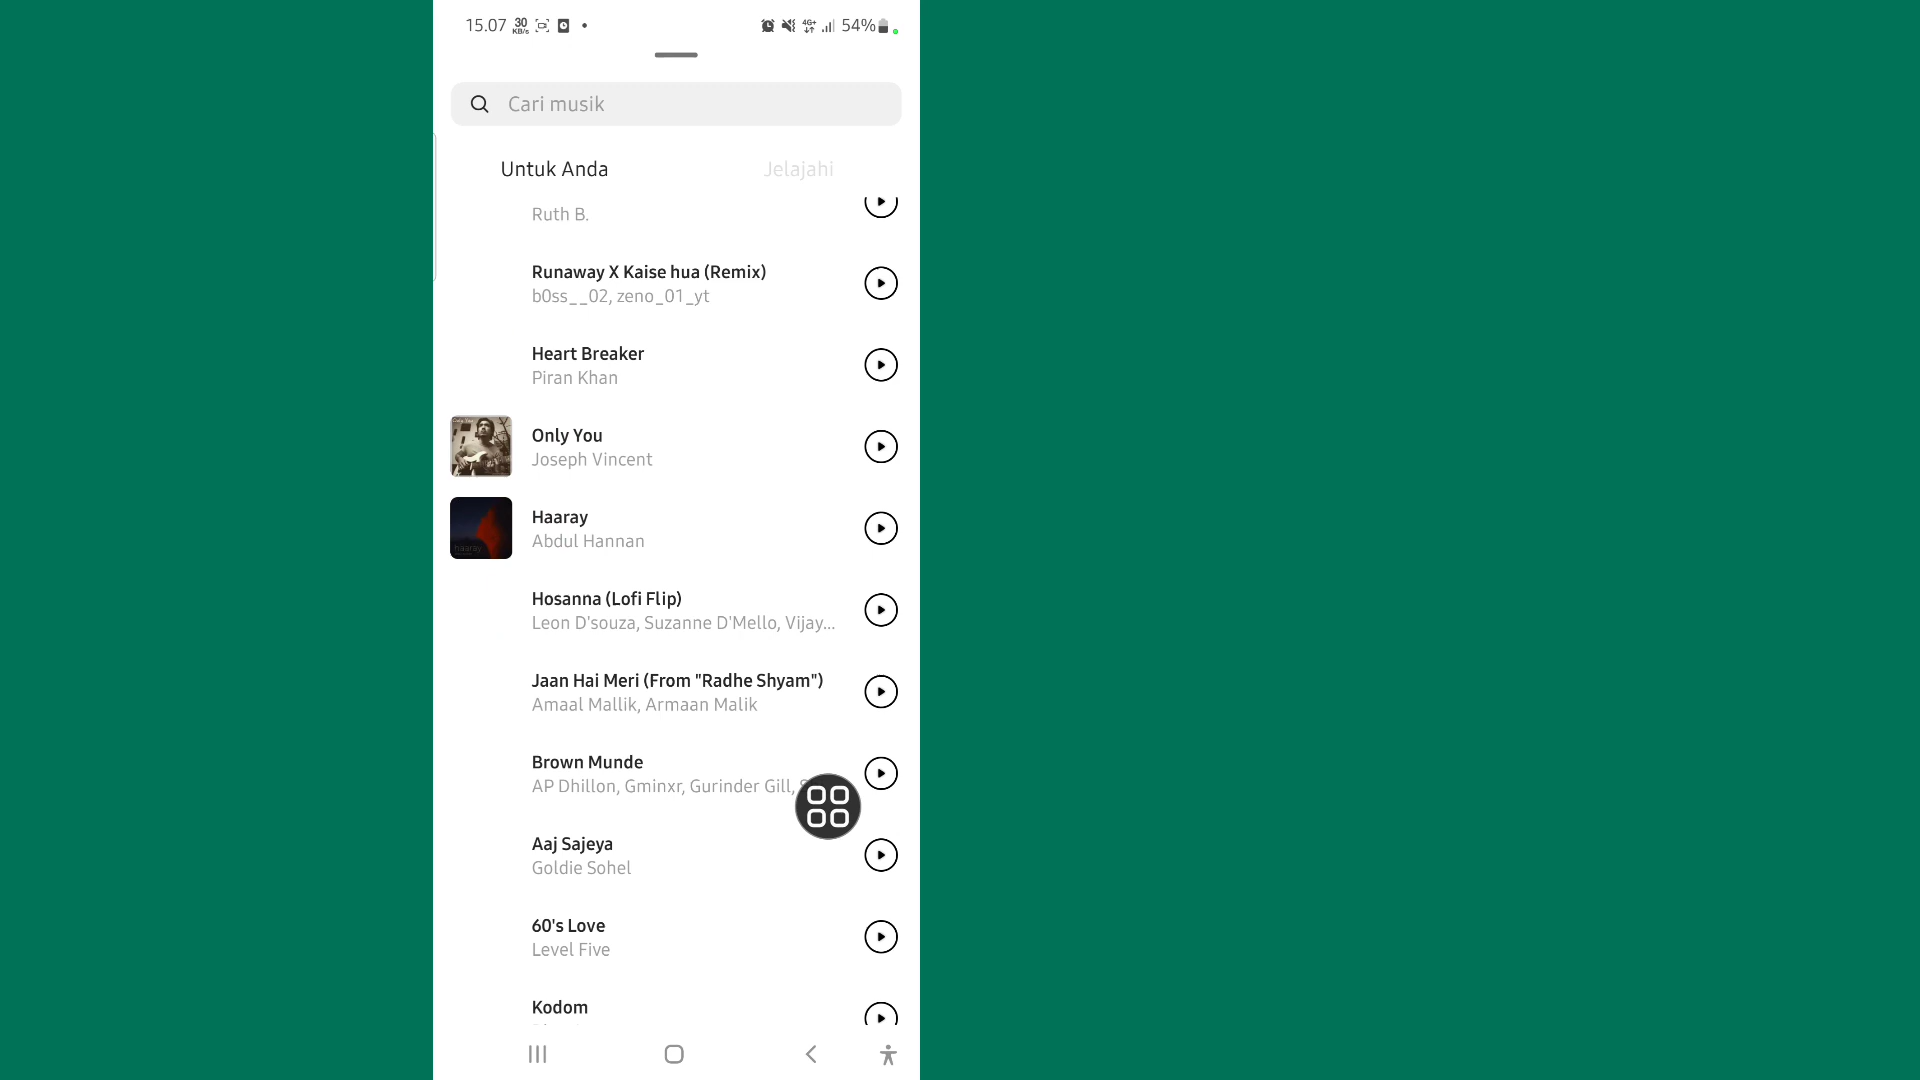 15.07 30 KB/s 4G+ 54%
Cari musik
Untuk Anda Jelajahi
Ruth B.
Runaway X Kaise hua (Remix)
b0ss__02, zeno_01_yt
Heart Breaker
Piran Khan
Only You
Joseph Vincent
Haaray
Abdul Hannan
Hosanna (Lofi Flip)
Leon D'souza, Suzanne D'Mello, Vijay...
Jaan Hai Meri (From "Radhe Shyam")
Amaal Mallik, Armaan Malik
Brown Munde
AP Dhillon, Gminxr, Gurinder Gill,
Aaj Sajeya
Goldie Sohel
60's Love
Level Five
Kodom